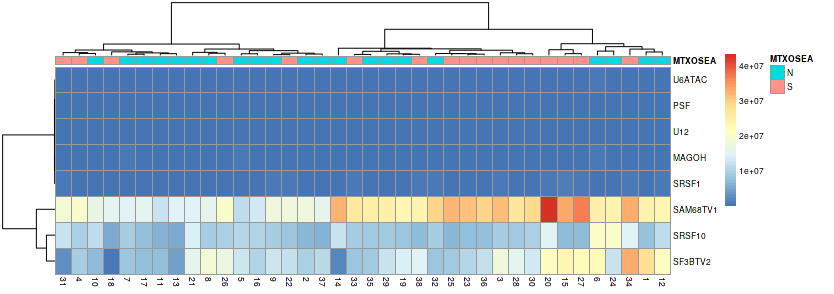 MTXOSEA
U6ATAC
PSF
U12
MAGOH
SRSF1
SAM68TV1
SRSF10
SF3BTV2
31 4 10 18 7 17 11 13 21 8 26 5 16 9 22 2 37 14 33 35 29 19 38 32 25 23 36 3 28 30 20 15 27 6 24 34 1 12
4e+07
3e+07
2e+07
1e+07
MTXOSEA
N
S